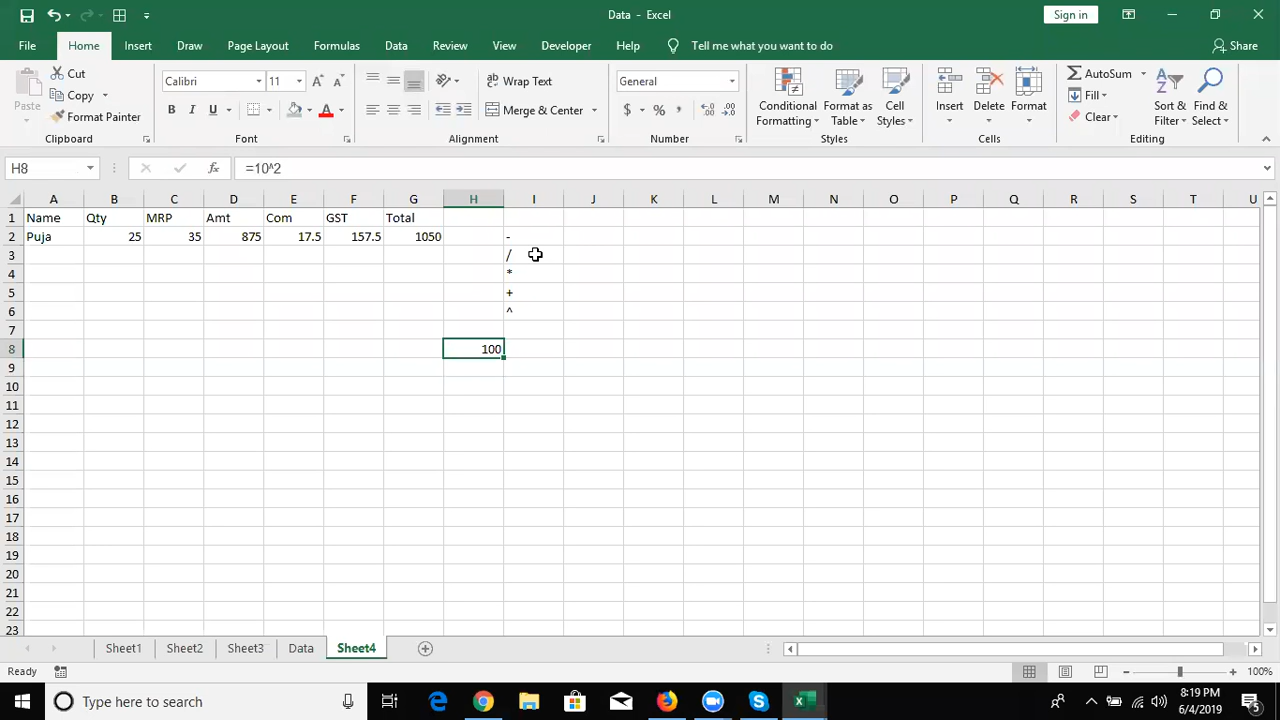 Data - Excel
Sign in
File Home Insert Draw Page Layout Formulas Data Review View Developer Help Tell me what you want to do Share
Paste Cut Copy Format Painter
Calibri 11 A A B I U A
Wrap Text Merge & Center
General $ % ,
Conditional Formatting Format as Table Cell Styles
Insert Delete Format
AutoSum Fill Clear Sort & Filter Find & Select
Clipboard Font Alignment Number Styles Cells Editing
H8 fx =10^2
A B C D E F G H I J K L M N O P Q R S T U
1 Name Qty MRP Amt Com GST Total
2 Puja 25 35 875 17.5 157.5 1050 -
3 /
4 *
5 +
6 ^
7
8 100
9
10
11
12
13
14
15
16
17
18
19
20
21
22
23
Sheet1 Sheet2 Sheet3 Data Sheet4
Ready 100%
Type here to search
8:19 PM
6/4/2019
5